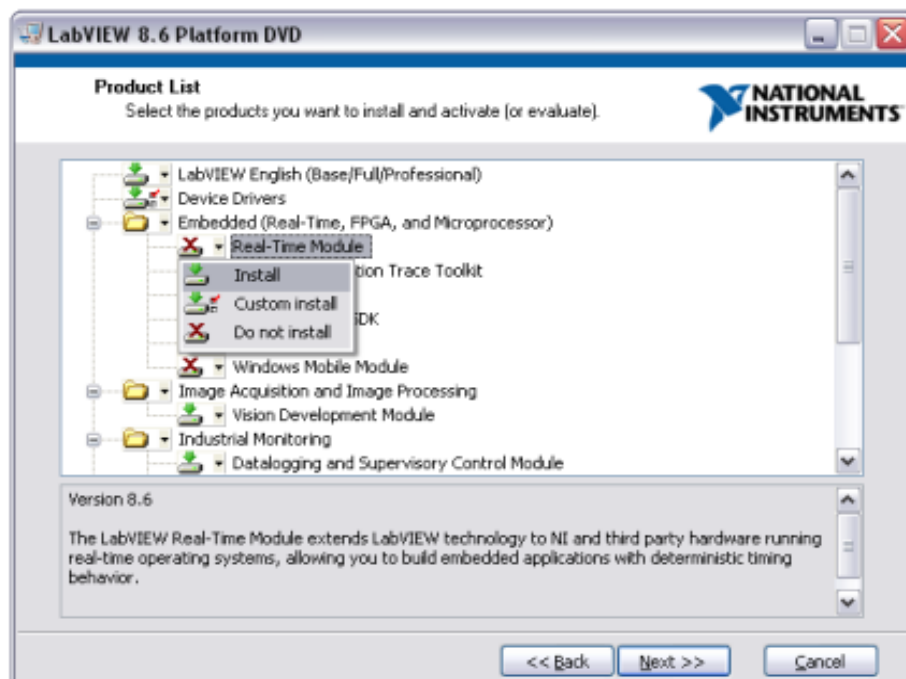 LabVIEW 8.6 Platform DVD
Product List
Select the products you want to install and activate (or evaluate).
NATIONAL
INSTRUMENTS
LabVIEW English (Base/Full/Professional)
Device Drivers
Embedded (Real-Time, FPGA, and Microprocessor)
Real-Time Module
Install
Trace Toolkit
Custom install
Do not install
Windows Mobile Module
Image Acquisition and Image Processing
Vision Development Module
Industrial Monitoring
Datalogging and Supervisory Control Module
Version 8.6
The LabVIEW Real-Time Module extends LabVIEW technology to NI and third party hardware running
real-time operating systems, allowing you to build embedded applications with deterministic timing
behavior.
<< Back
Next >>
Cancel